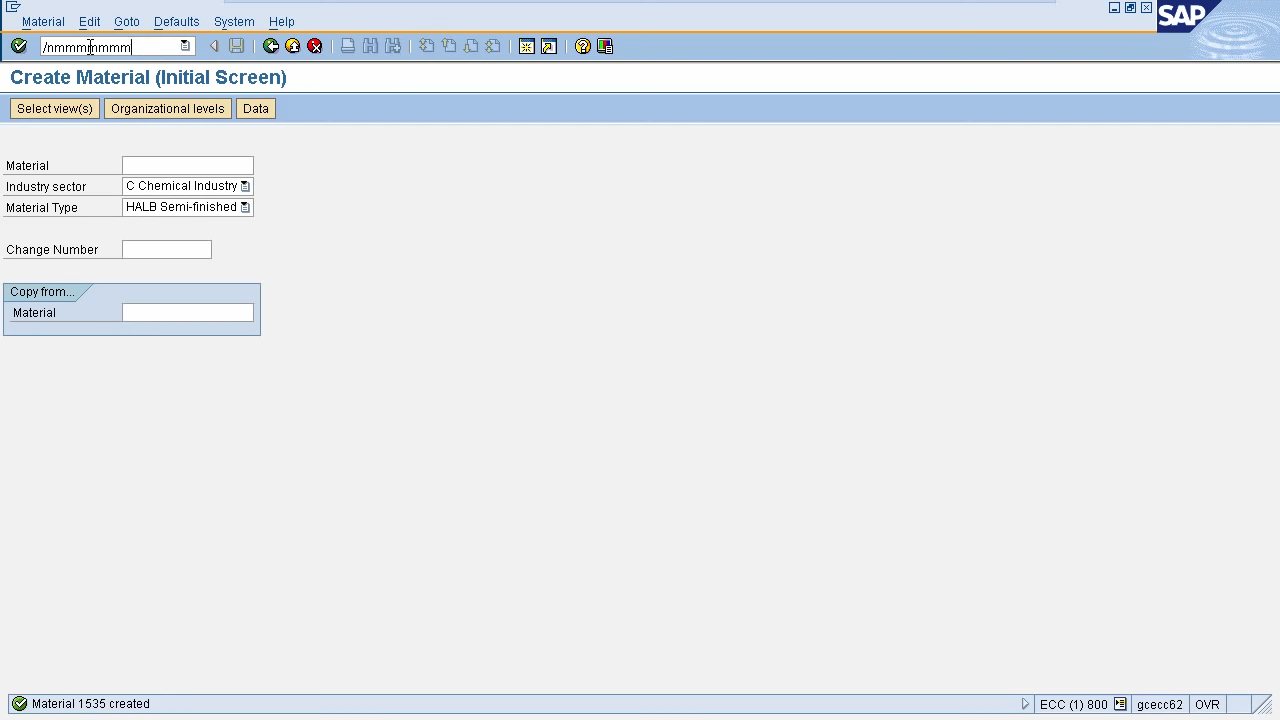 Material Edit Goto Defaults System Help
SAP
Create Material (Initial Screen)
Select view(s) Organizational levels Data
Material
Industry sector C Chemical Industry
Material Type HALB Semi-finished
Change Number
Copy from...
Material
Material 1535 created ECC (1) 800 gcecc62 OVR